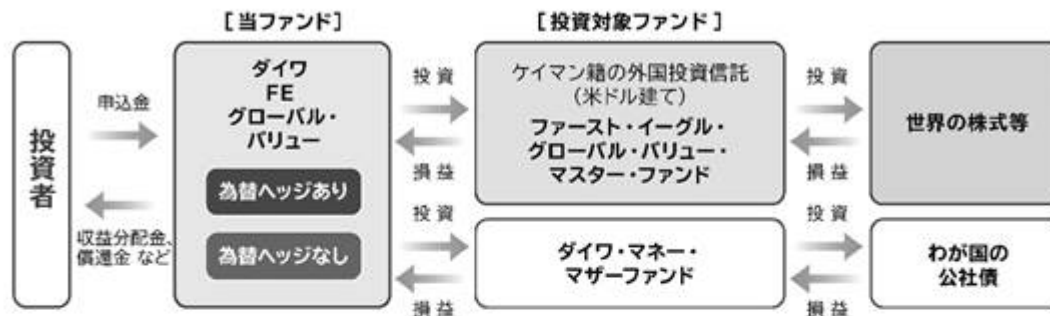 [当ファンド]
[投資対象ファンド]
投資者
申込金
収益分配金、
償還金 など
ダイワ
FE
グローバル・
バリュー
為替ヘッジあり
為替ヘッジなし
投資
損益
投資
損益
ケイマン籍の外国投資信託
(米ドル建て)
ファースト・イーグル・
グローバル・バリュー・
マスター・ファンド
ダイワ・マネー・
マザーファンド
投資
損益
投資
損益
世界の株式等
わが国の
公社債